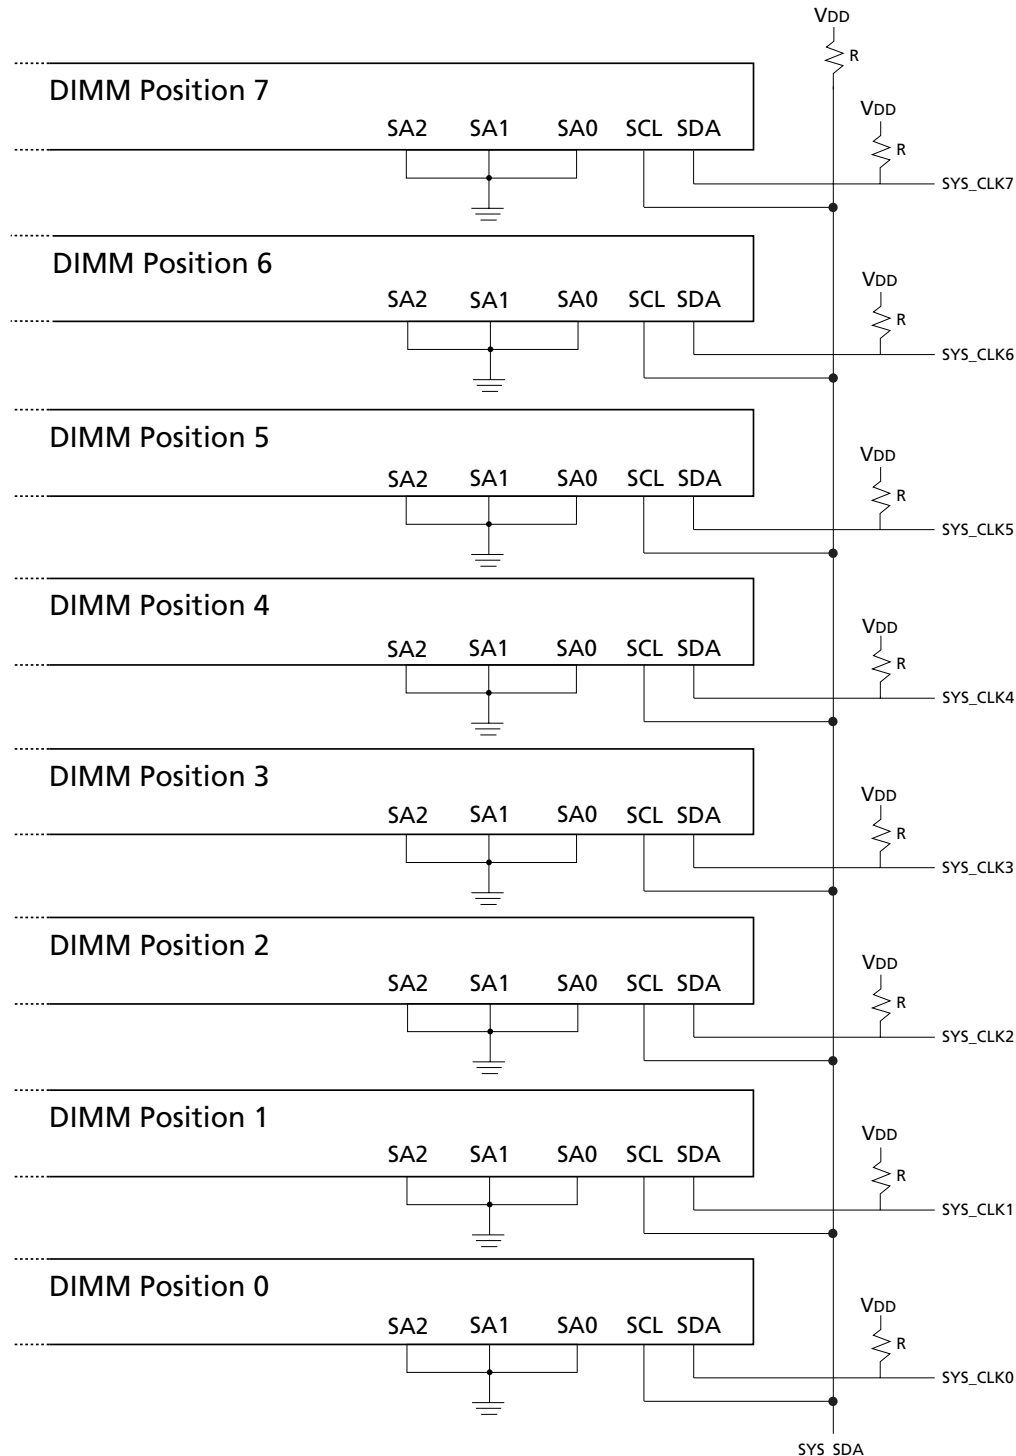 VDD
R
DIMM Position 7
VDD
SA2 SA1 SA0 SCL SDA
R
SYS_CLK7
DIMM Position 6
VDD
SA2 SA1 SA0 SCL SDA
R
SYS_CLK6
DIMM Position 5
VDD
SA2 SA1 SA0 SCL SDA
R
SYS_CLK5
DIMM Position 4
VDD
SA2 SA1 SA0 SCL SDA
R
SYS_CLK4
DIMM Position 3
VDD
SA2 SA1 SA0 SCL SDA
R
SYS_CLK3
DIMM Position 2
VDD
SA2 SA1 SA0 SCL SDA
R
SYS_CLK2
DIMM Position 1
VDD
SA2 SA1 SA0 SCL SDA
R
SYS_CLK1
DIMM Position 0
VDD
SA2 SA1 SA0 SCL SDA
R
SYS_CLK0
SYS_SDA